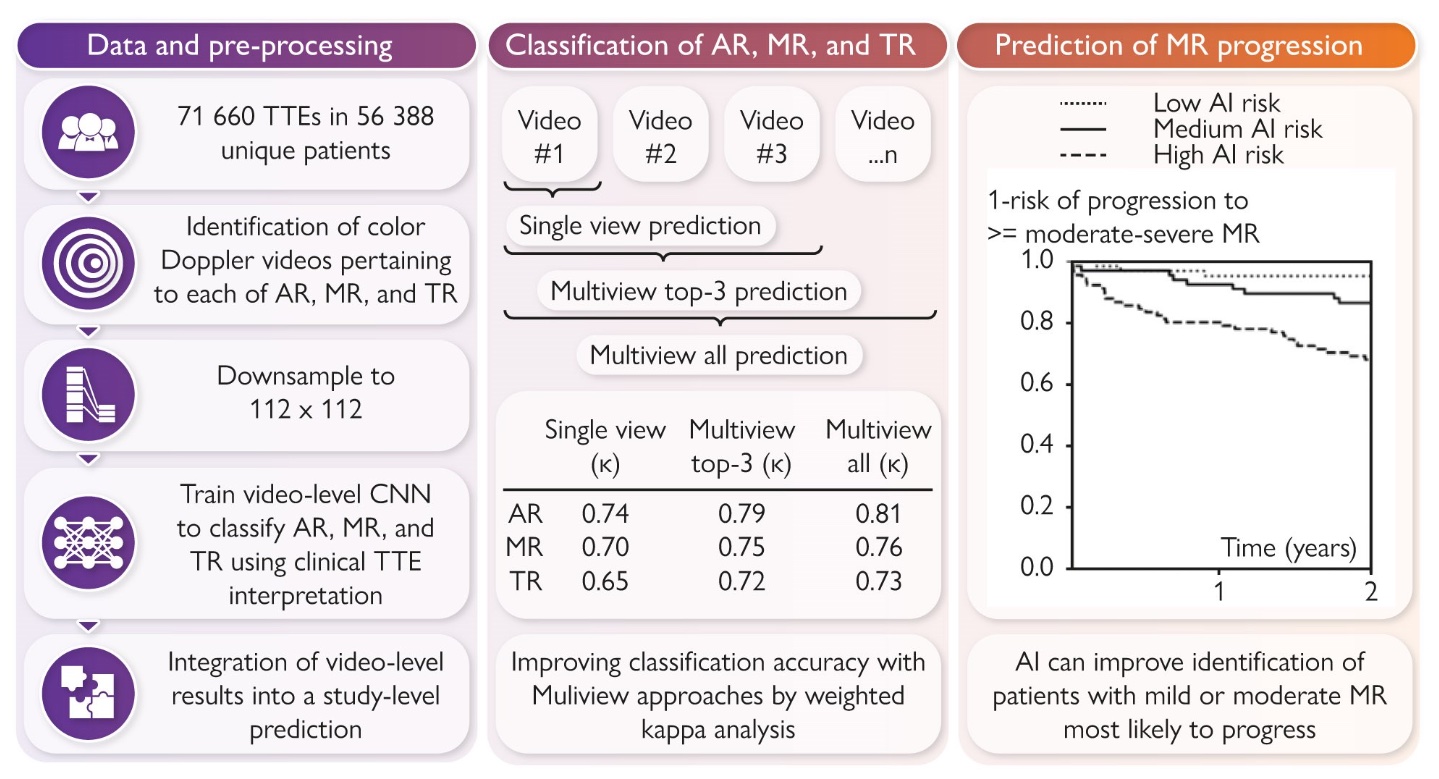 Data and pre-processing
71 660 TTEs in 56 388
unique patients
Identification of color
Doppler videos pertaining
to each of AR, MR, and TR
Downsample to
112 x 112
Train video-level CNN
to classify AR, MR, and
TR using clinical TTE
interpretation
Integration of video-level
results into a study-level
prediction
Classification of AR, MR, and TR
Video #1
Video #2
Video #3
Video ...n
Single view prediction
Multiview top-3 prediction
Multiview all prediction
Single view (κ) Multiview top-3 (κ) Multiview all (κ)
AR 0.74 0.79 0.81
MR 0.70 0.75 0.76
TR 0.65 0.72 0.73
Improving classification accuracy with
Muliview approaches by weighted
kappa analysis
Prediction of MR progression
Low AI risk
Medium AI risk
High AI risk
1-risk of progression to
>= moderate-severe MR
1.0
0.8
0.6
0.4
0.2
0.0
Time (years)
1 2
AI can improve identification of
patients with mild or moderate MR
most likely to progress